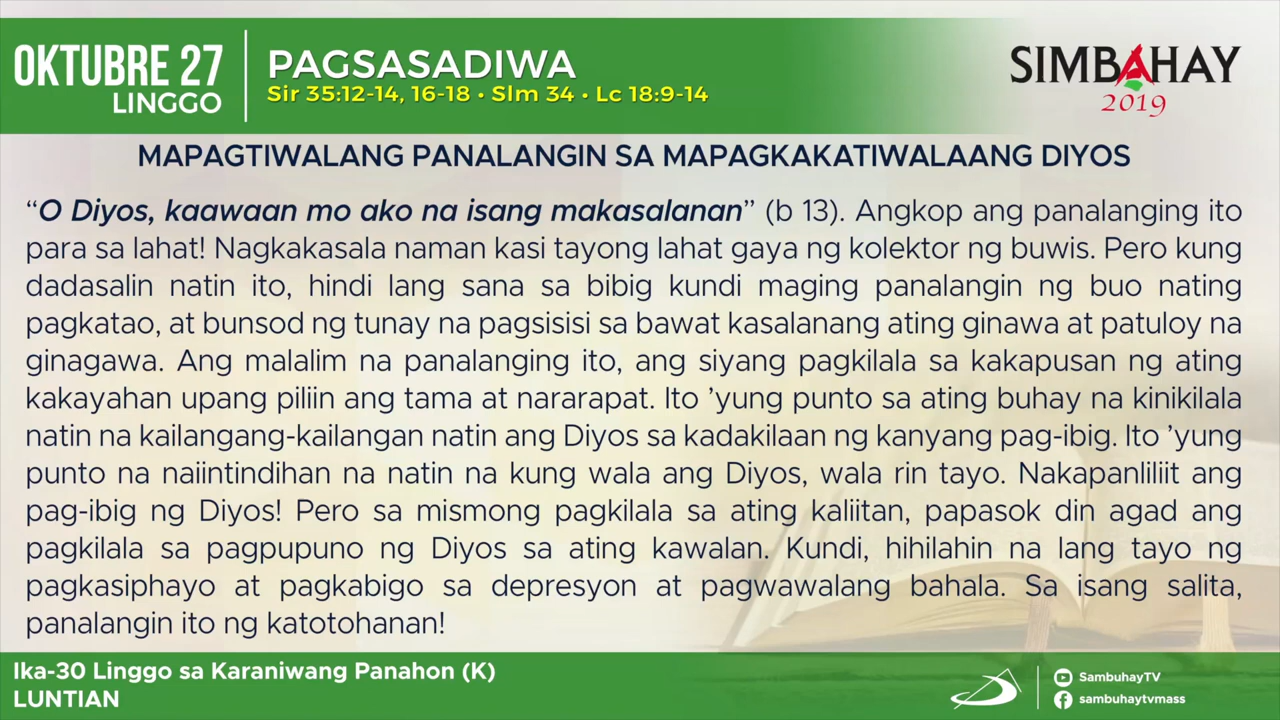 OKTUBRE 27
LINGGO
PAGSASADIWA
Sir 35:12-14, 16-18 • Slm 34 • Lc 18:9-14
SIMBAHAY
2019
MAPAGTIWALANG PANALANGIN SA MAPAGKAKATIWALAANG DIYOS
“O Diyos, kaawaan mo ako na isang makasalanan” (b 13). Angkop ang panalanging ito
para sa lahat! Nagkakasala naman kasi tayong lahat gaya ng kolektor ng buwis. Pero kung
dadasalin natin ito, hindi lang sana sa bibig kundi maging panalangin ng buo nating
pagkatao, at bunsod ng tunay na pagsisisi sa bawat kasalanang ating ginawa at patuloy na
ginagawa. Ang malalim na panalanging ito, ang siyang pagkilala sa kakapusan ng ating
kakayahan upang piliin ang tama at nararapat. Ito ’yung punto sa ating buhay na kinikilala
natin na kailangang-kailangan natin ang Diyos sa kadakilaan ng kanyang pag-ibig. Ito ’yung
punto na naiintindihan na natin na kung wala ang Diyos, wala rin tayo. Nakapanliliit ang
pag-ibig ng Diyos! Pero sa mismong pagkilala sa ating kaliitan, papasok din agad ang
pagkilala sa pagpupuno ng Diyos sa ating kawalan. Kundi, hihilahin na lang tayo ng
pagkasiphayo at pagkabigo sa depresyon at pagwawalang bahala. Sa isang salita,
panalangin ito ng katotohanan!
Ika-30 Linggo sa Karaniwang Panahon (K)
LUNTIAN
SambuhayTV
sambuhaytvmass